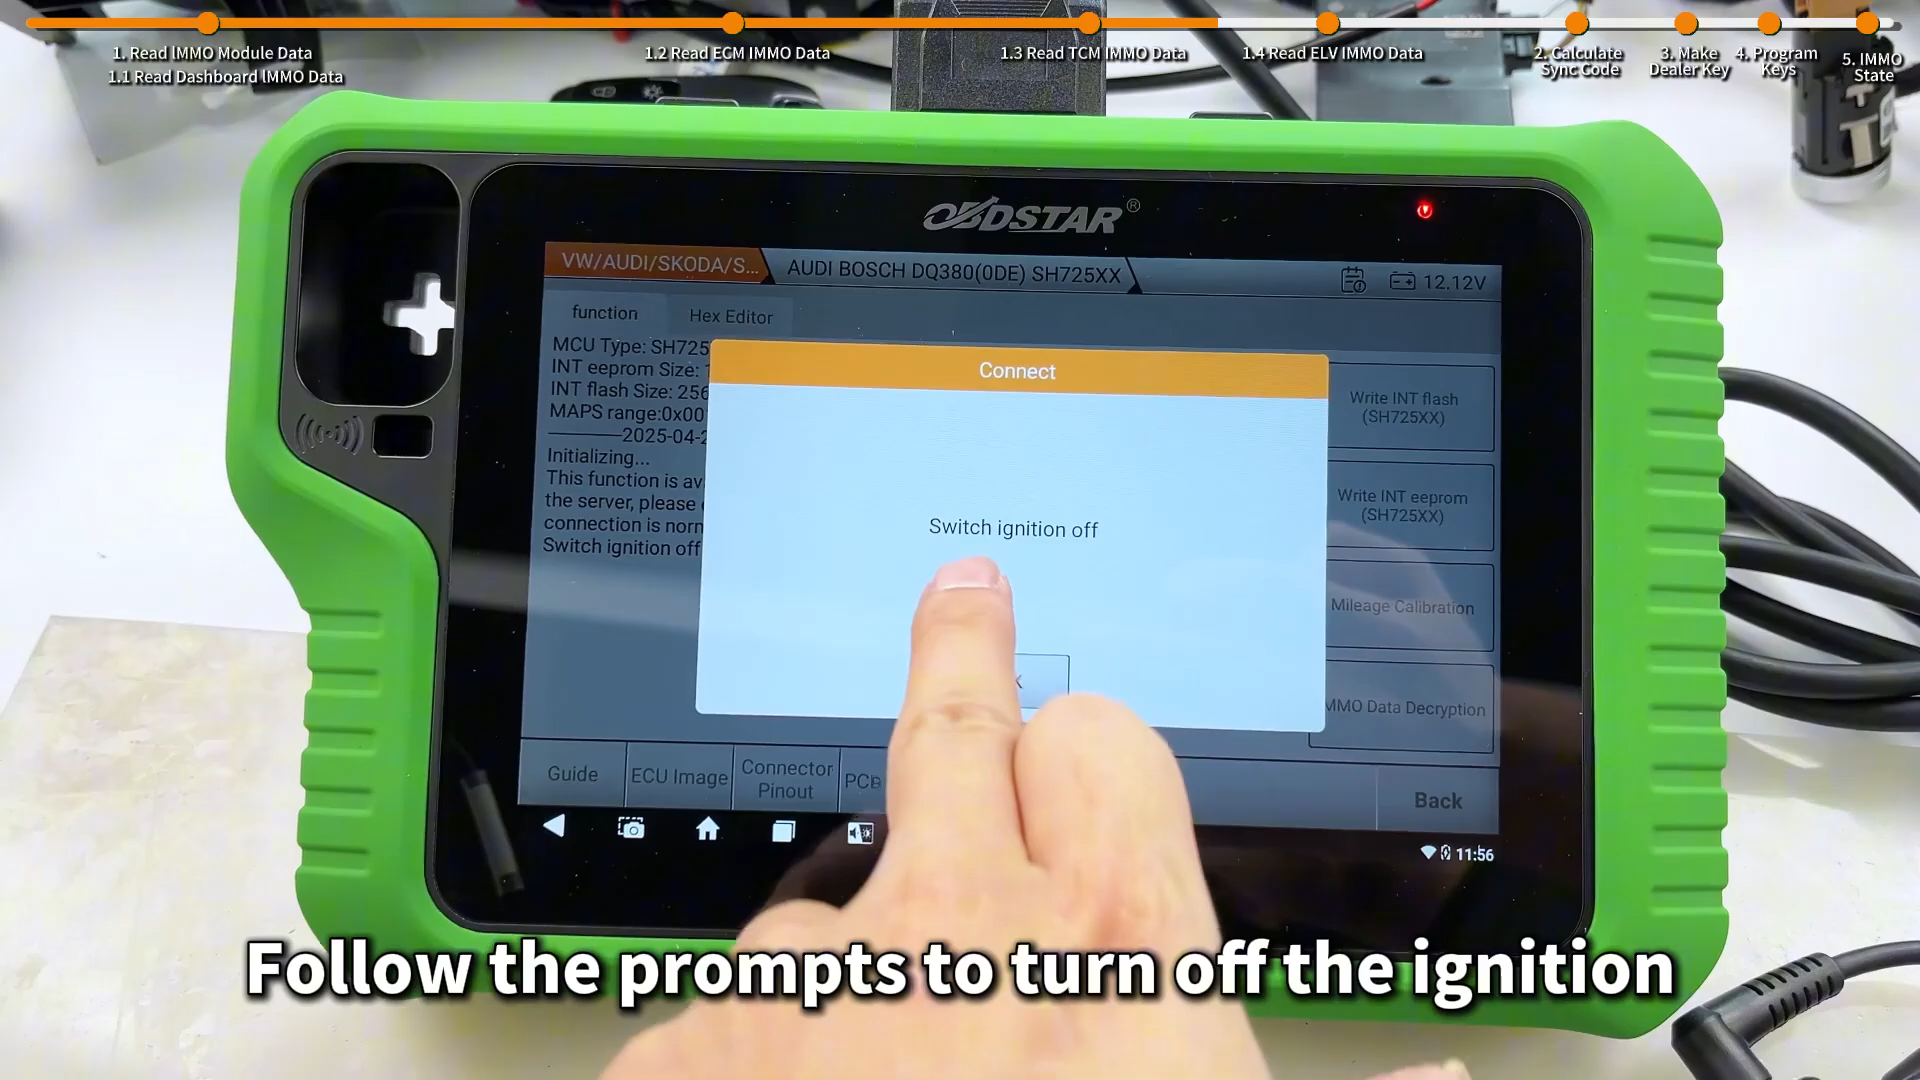 1. Read IMMO Module Data
1.1 Read Dashboard IMMO Data
1.2 Read ECM IMMO Data
1.3 Read TCM IMMO Data
1.4 Read ELV IMMO Data
2. Calculate
Sync Code
3. Make
Dealer Key
4. Program
Keys
5. IMMO
State
OBDSTAR®
VW/AUDI/SKODA/S...
AUDI BOSCH DQ380(0DE) SH725XX
12.12V
function
Hex Editor
MCU Type: SH725
INT eeprom Size:
INT flash Size: 256
MAPS range:0x00
2025-04-2
Initializing...
This function is av
the server, please
connection is norm
Switch ignition off
Connect
Switch ignition off
K
Write INT flash
(SH725XX)
Write INT eeprom
(SH725XX)
Mileage Calibration
MMO Data Decryption
Guide
ECU Image
Connector
Pinout
PCB
Back
11:56
Follow the prompts to turn off the ignition